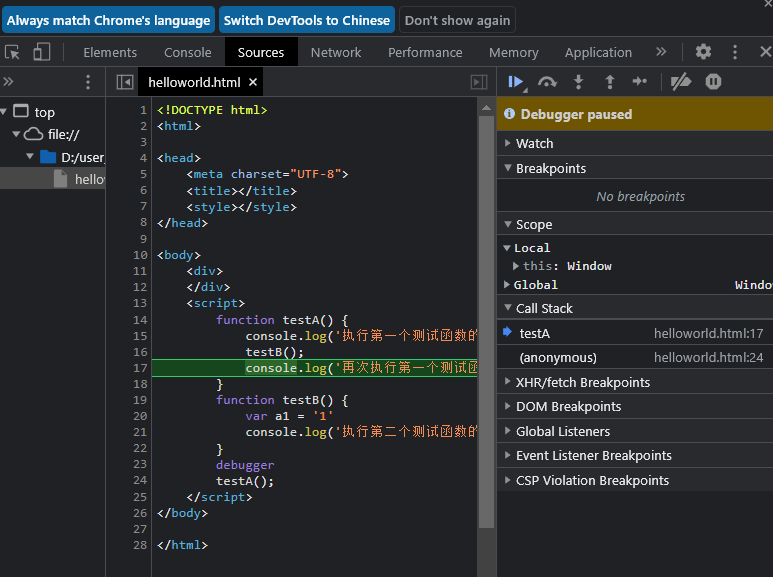 Always match Chrome's language Switch DevTools to Chinese Don't show again
Elements Console Sources Network Performance Memory Application
helloworld.html
top
file://
D:/user_
hellow
1 <!DOCTYPE html>
2 <html>
3
4 <head>
5 <meta charset="UTF-8">
6 <title></title>
7 <style></style>
8 </head>
9
10 <body>
11 <div>
12 </div>
13 <script>
14 function testA() {
15 console.log('执行第一个测试函数的
16 testB();
17 console.log('再次执行第一个测试函
18 }
19 function testB() {
20 var a1 = '1'
21 console.log('执行第二个测试函数的
22 }
23 debugger
24 testA();
25 </script>
26 </body>
27
28 </html>
Debugger paused
Watch
Breakpoints
No breakpoints
Scope
Local
this: Window
Global Windo
Call Stack
testA helloworld.html:17
(anonymous) helloworld.html:24
XHR/fetch Breakpoints
DOM Breakpoints
Global Listeners
Event Listener Breakpoints
CSP Violation Breakpoints